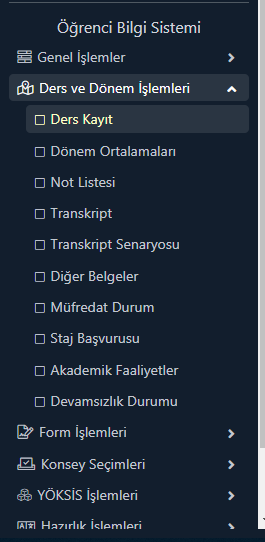 Öğrenci Bilgi Sistemi
Genel İşlemler
Ders ve Dönem İşlemleri
Ders Kayıt
Dönem Ortalamaları
Not Listesi
Transkript
Transkript Senaryosu
Diğer Belgeler
Müfredat Durum
Staj Başvurusu
Akademik Faaliyetler
Devamsızlık Durumu
Form İşlemleri
Konsey Seçimleri
YÖKSİS İşlemleri
Hazırlık İşlemleri